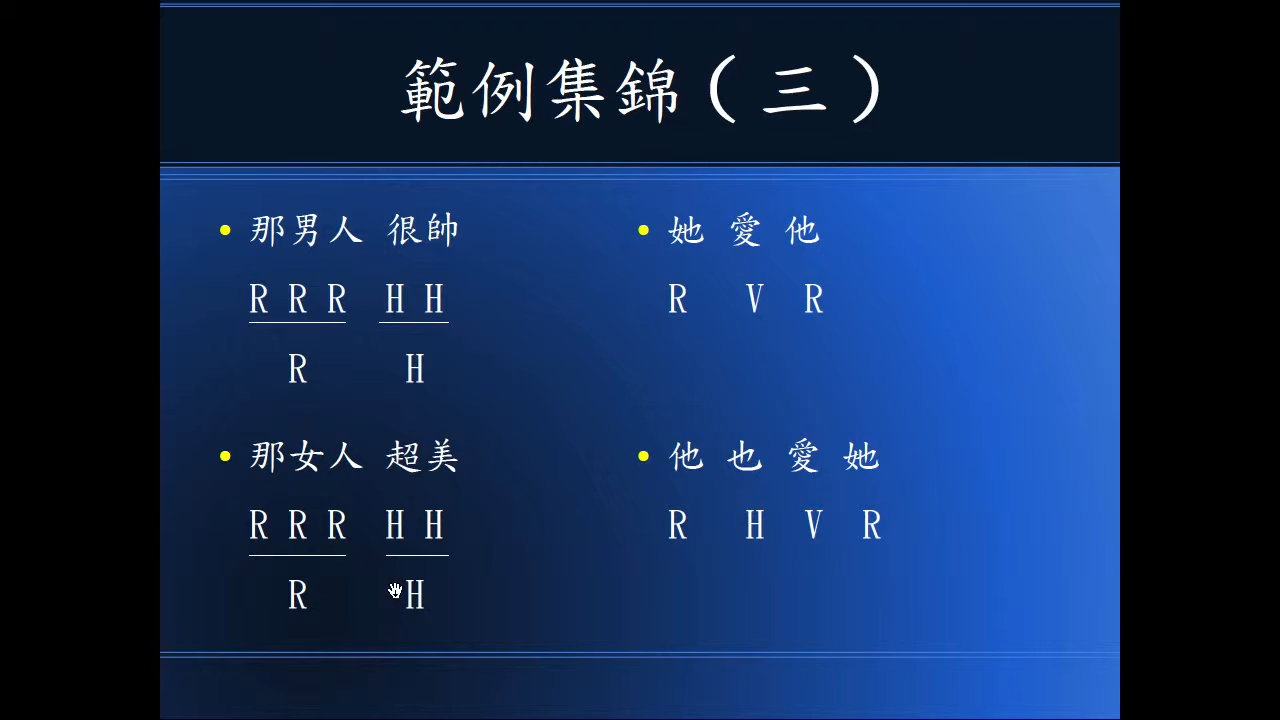 範例集錦(三)
• 那男人 很帥
R R R H H
R H
• 那女人 超美
R R R H H
R H
• 她 愛 他
R V R
• 他 也 愛 她
R H V R